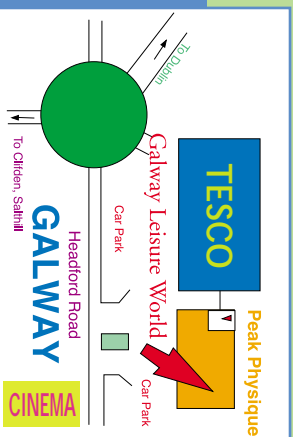 To Dublin
TESCO
Peak Physique
Galway Leisure World
Car Park
Car Park
Headford Road
GALWAY
To Clifden, Salthill
CINEMA